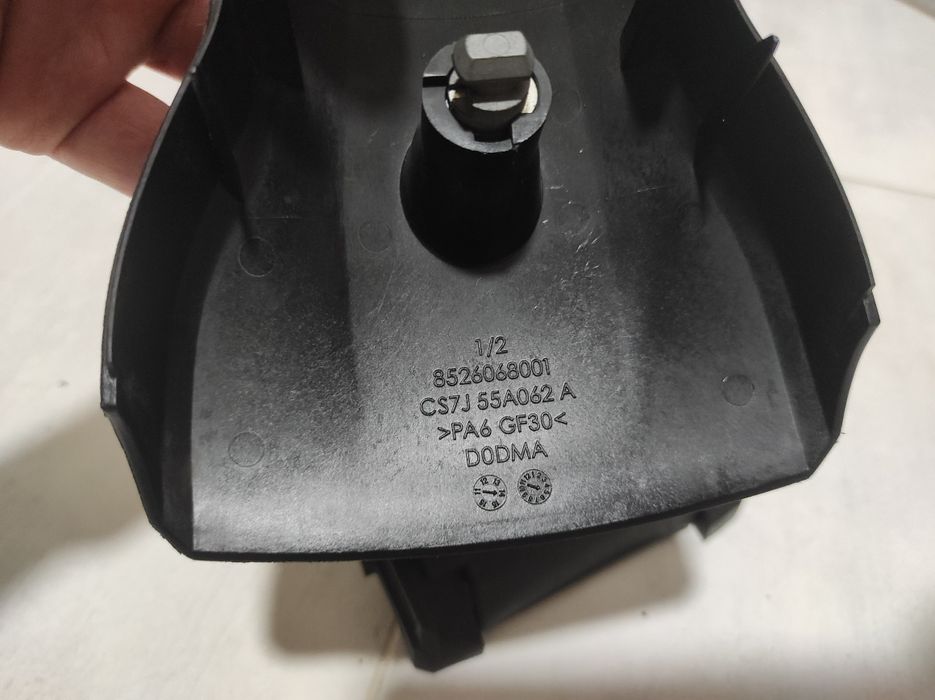 1/2
8526068001
CS7J 55A062 A
>PA6 GF30<
D0DMA